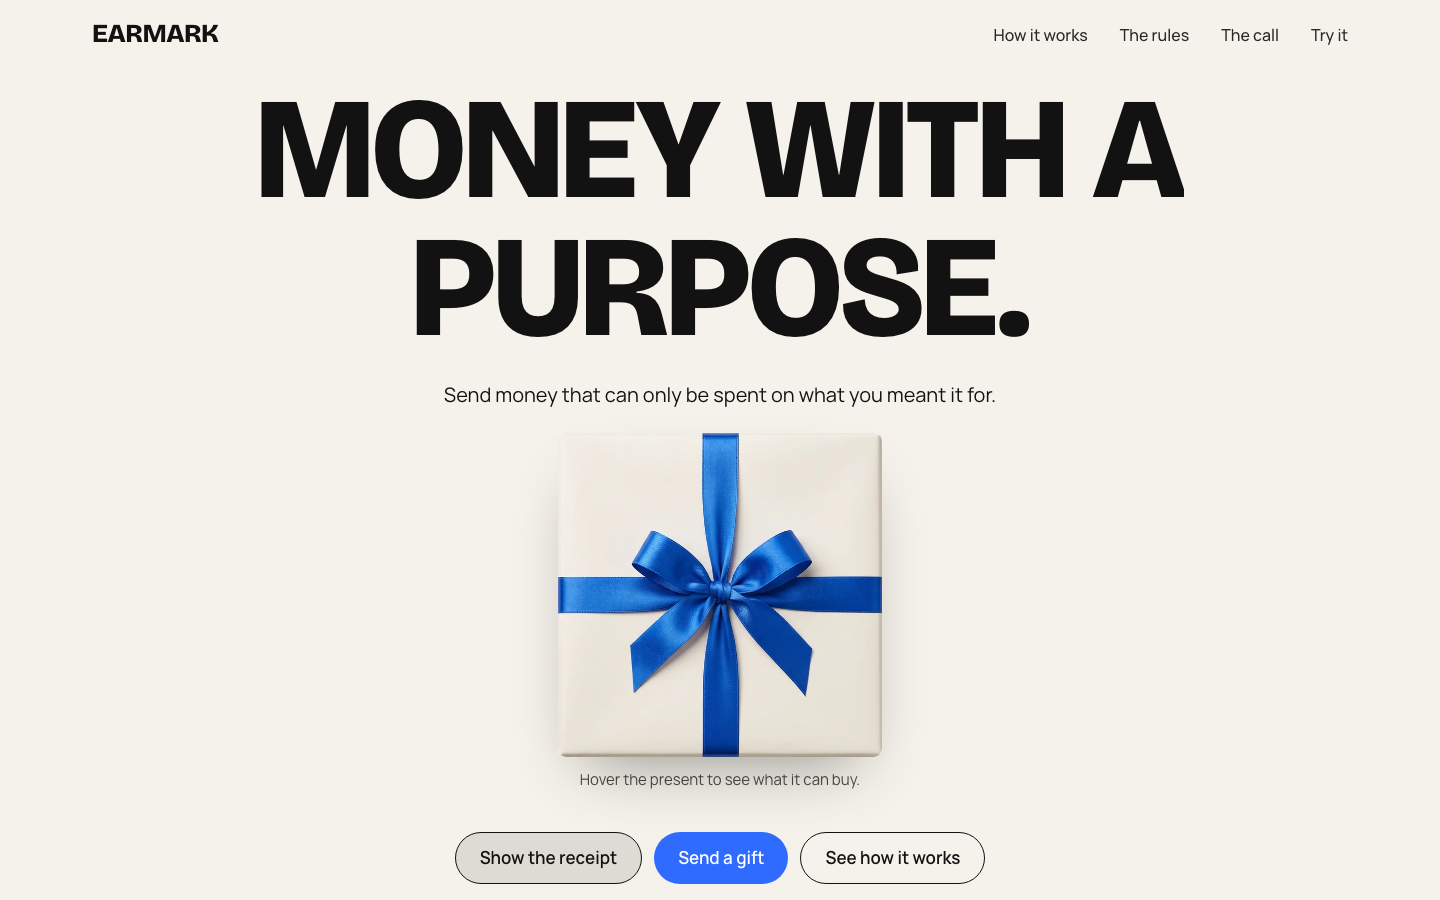 EARMARK
How it works
The rules
The call
Try it
MONEY WITH A
PURPOSE.
Send money that can only be spent on what you meant it for.
Hover the present to see what it can buy.
Show the receipt
Send a gift
See how it works